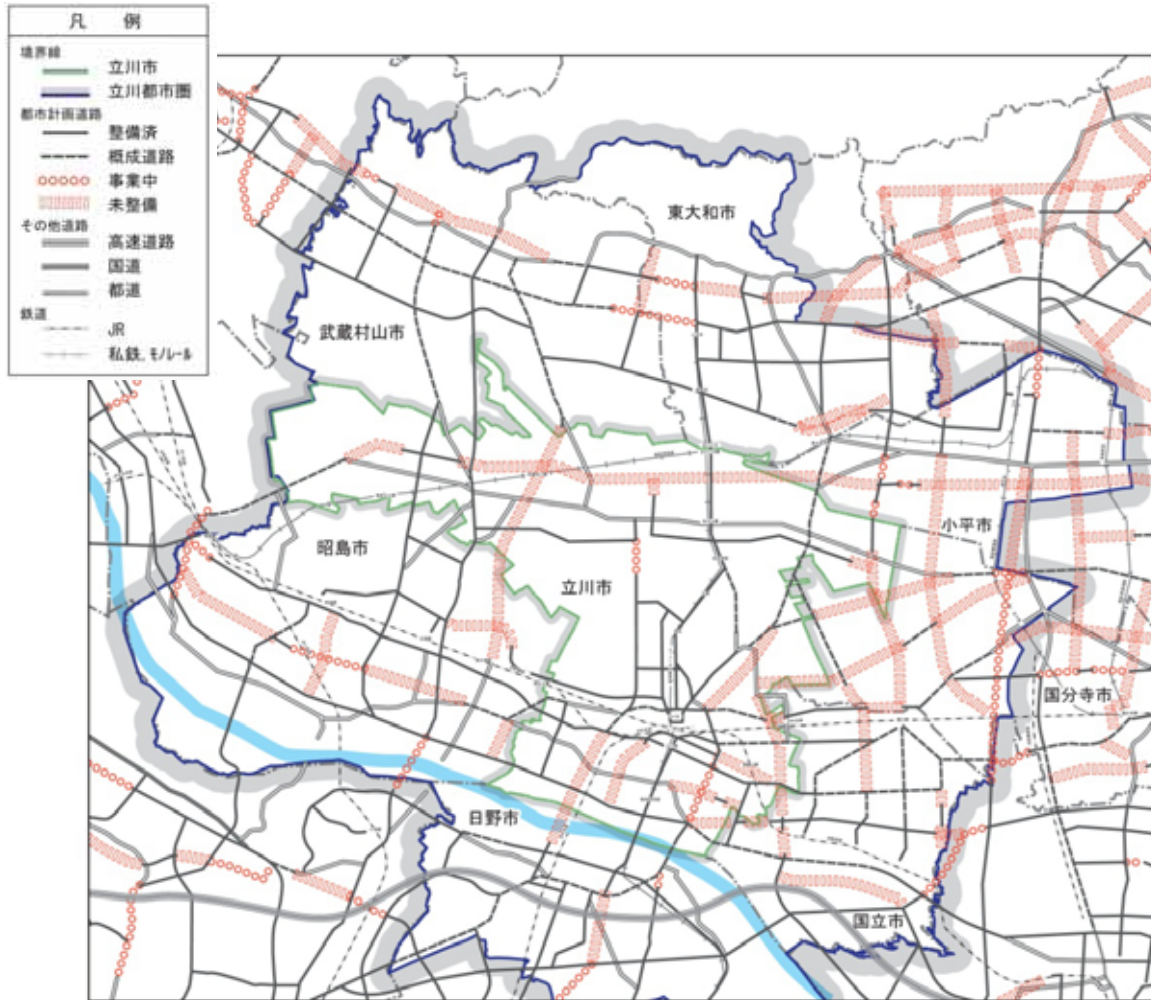 凡 例
境界線
立川市
立川都市圏
都市計画道路
整備済
概成道路
事業中
未整備
その他道路
高速道路
国道
都道
鉄道
JR
私鉄、モノレール
東大和市
武蔵村山市
小平市
昭島市
立川市
国分寺市
日野市
国立市